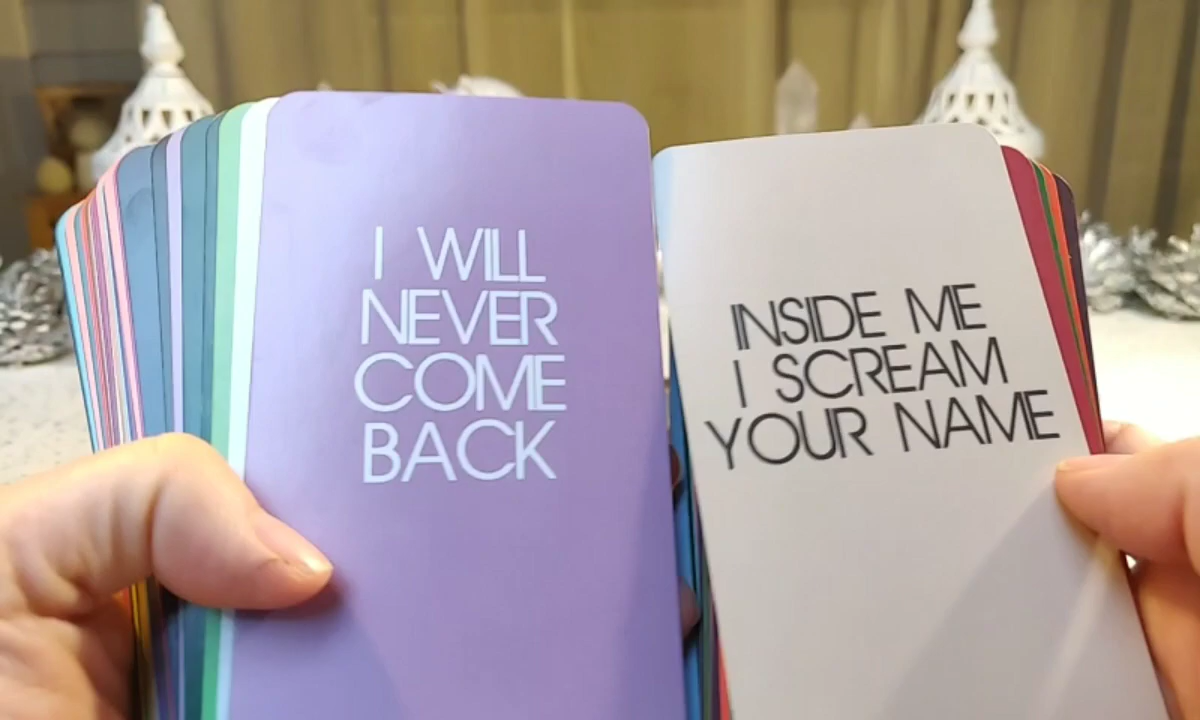 I WILL
NEVER
COME
BACK
INSIDE ME
I SCREAM
YOUR NAME